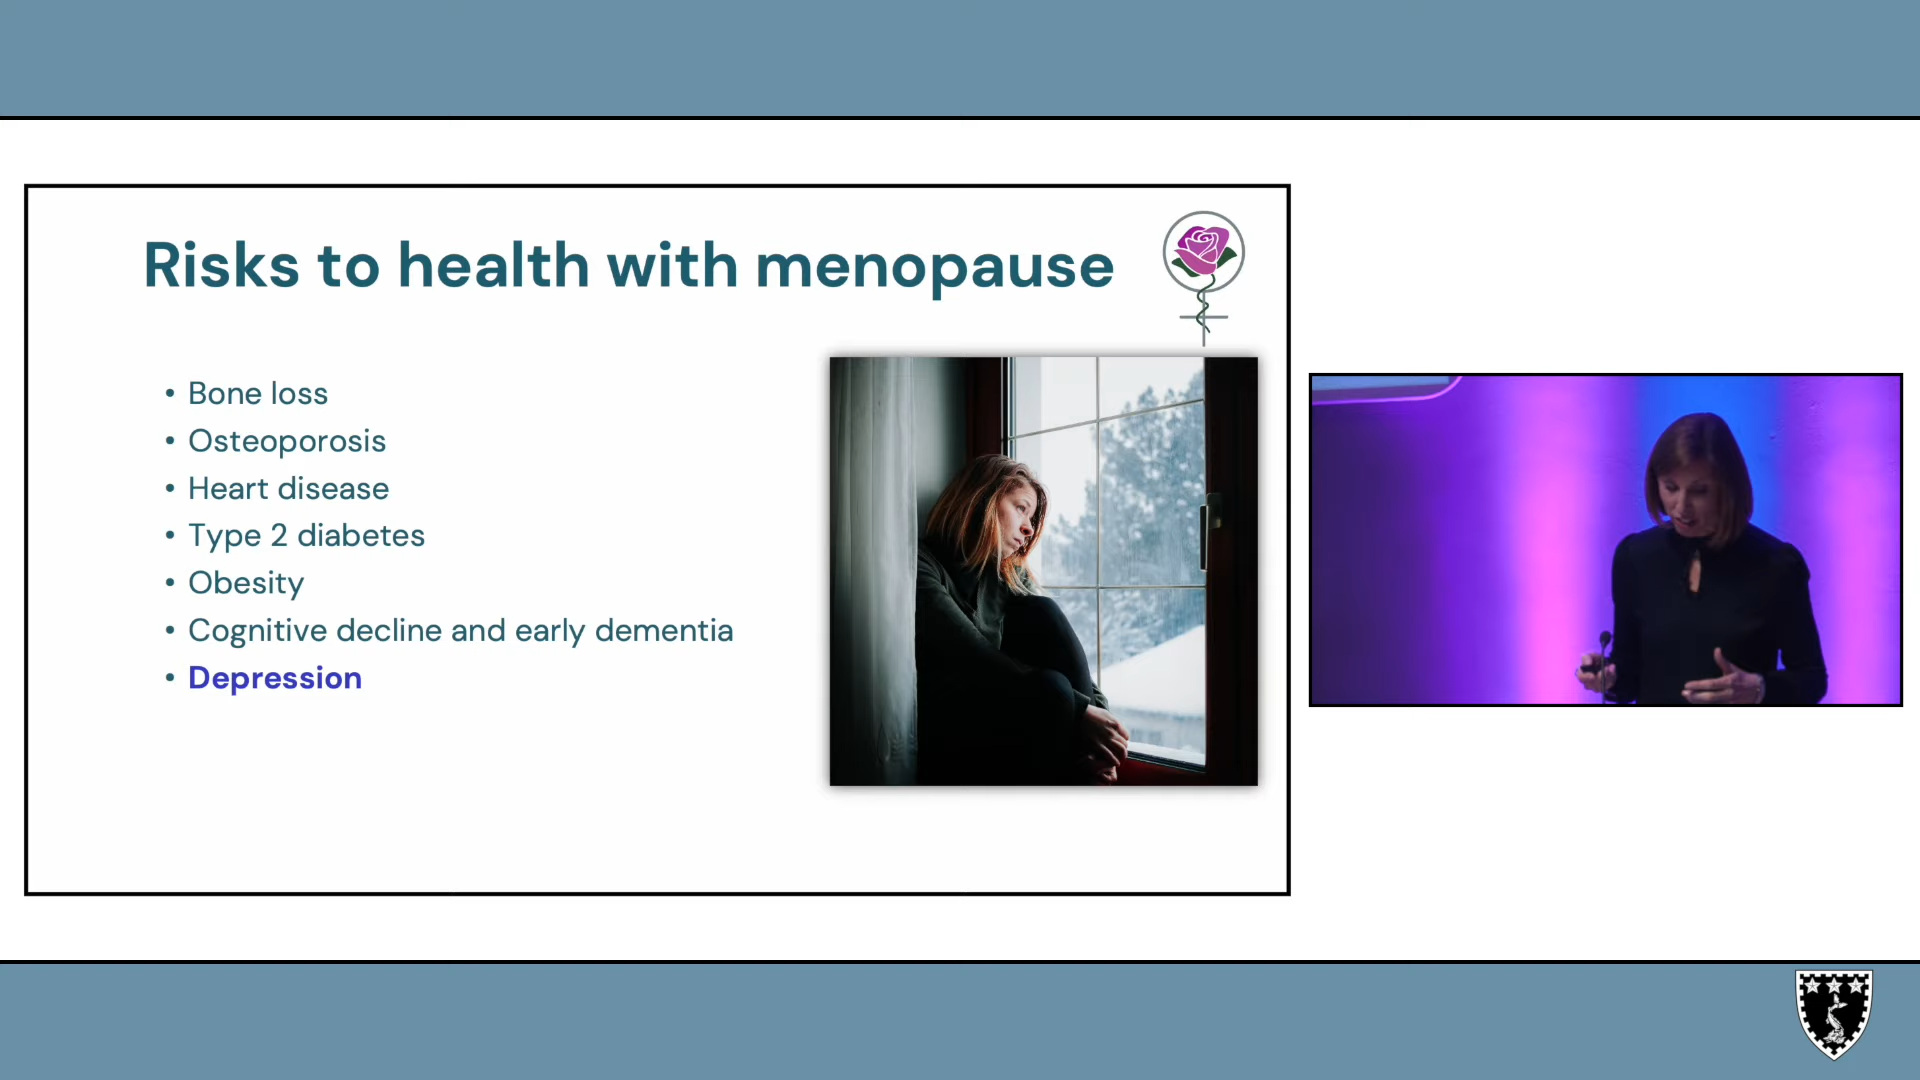 Risks to health with menopause
• Bone loss
• Osteoporosis
• Heart disease
• Type 2 diabetes
• Obesity
• Cognitive decline and early dementia
• Depression